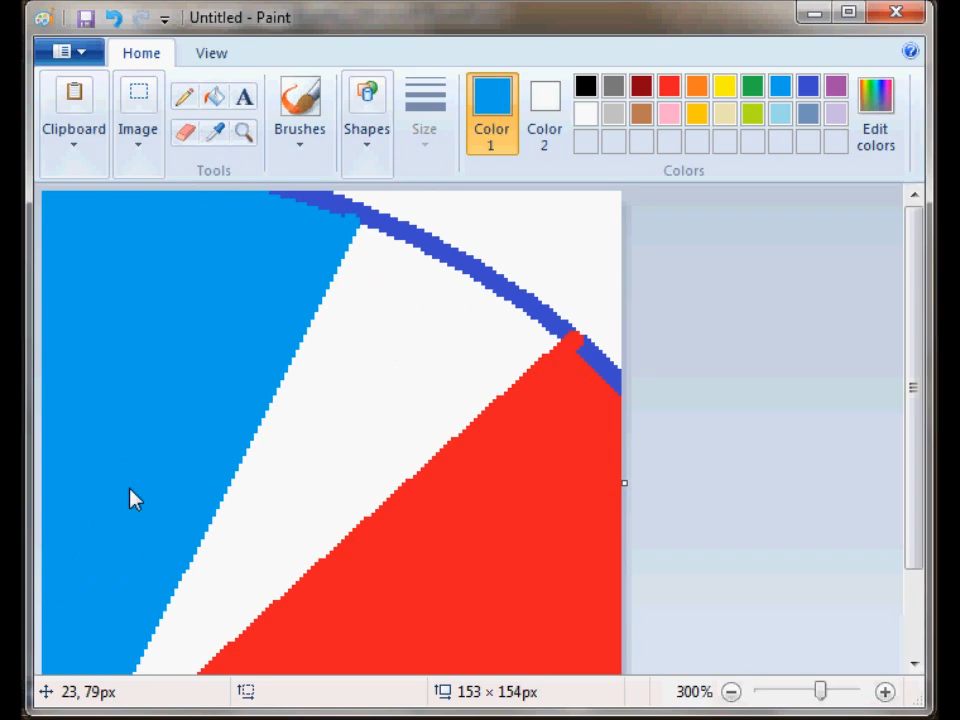 Untitled - Paint
Home View
Clipboard Image Tools Brushes Shapes Size Color 1 Color 2 Colors Edit colors
A
23, 79px 153 × 154px 300%